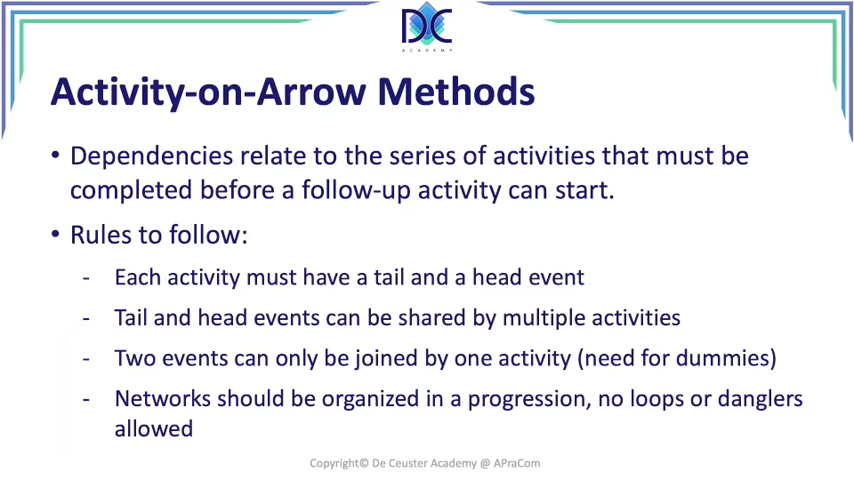 DC
ACADEMY
Activity-on-Arrow Methods
• Dependencies relate to the series of activities that must be
completed before a follow-up activity can start.
• Rules to follow:
- Each activity must have a tail and a head event
- Tail and head events can be shared by multiple activities
- Two events can only be joined by one activity (need for dummies)
- Networks should be organized in a progression, no loops or danglers
allowed
Copyright© De Ceuster Academy @ APraCom